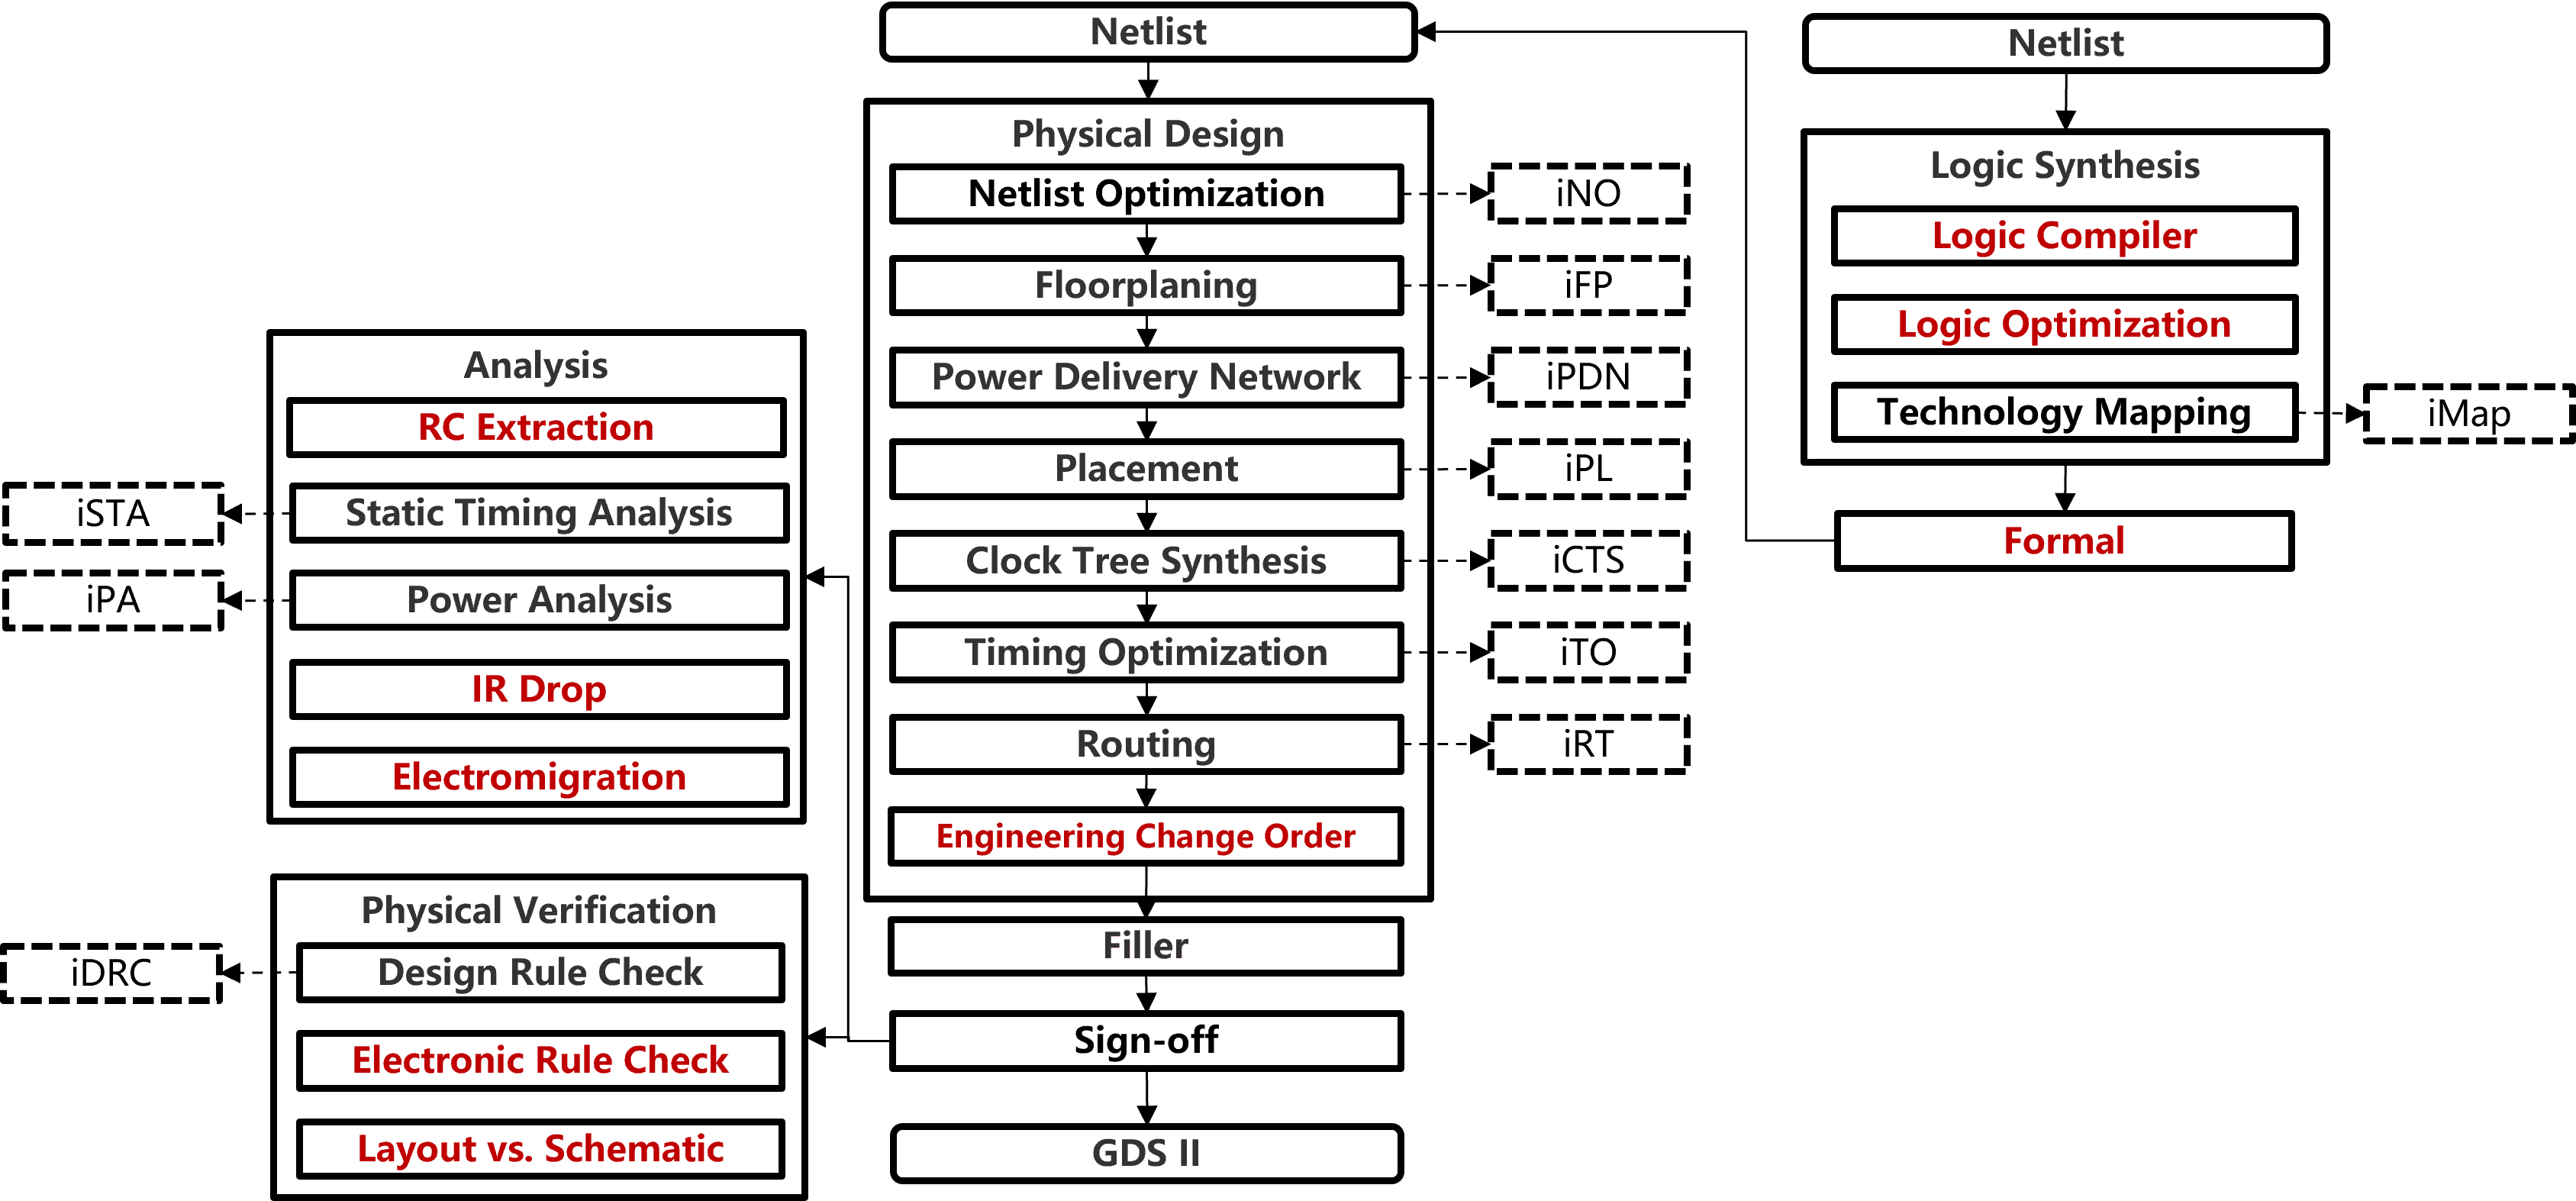 Netlist
Physical Design
Netlist Optimization
iNO
Floorplaning
iFP
Power Delivery Network
iPDN
Placement
iPL
Clock Tree Synthesis
iCTS
Timing Optimization
iTO
Routing
iRT
Engineering Change Order
Filler
Sign-off
GDS II
Netlist
Logic Synthesis
Logic Compiler
Logic Optimization
Technology Mapping
iMap
Formal
Analysis
RC Extraction
iSTA
Static Timing Analysis
iPA
Power Analysis
IR Drop
Electromigration
Physical Verification
iDRC
Design Rule Check
Electronic Rule Check
Layout vs. Schematic